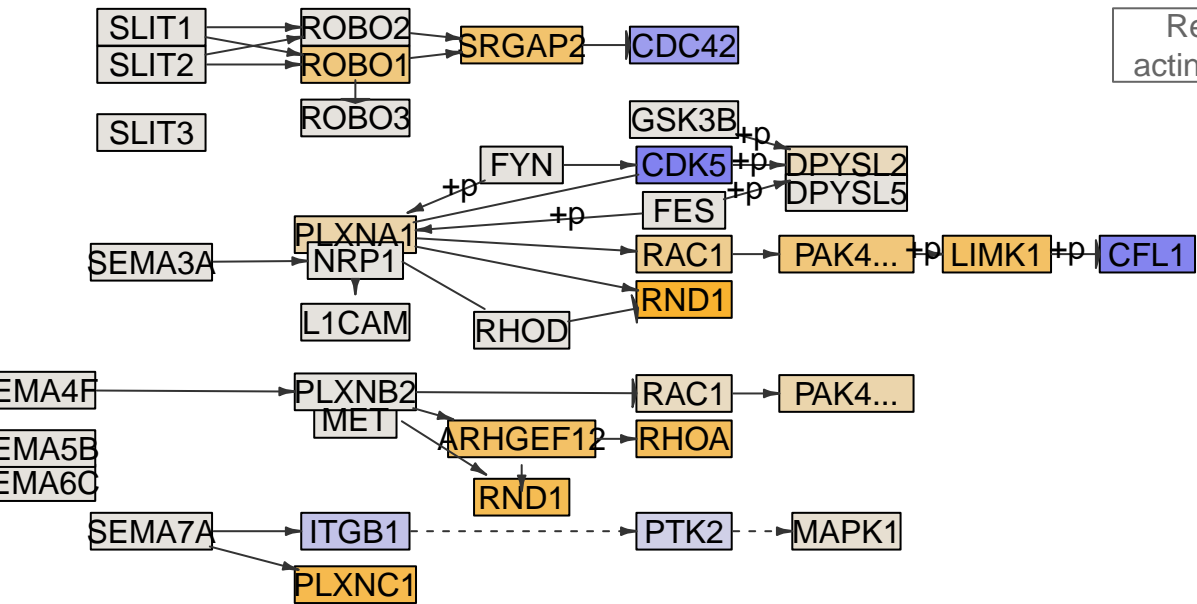 SLIT1
ROBO2
Re
SLIT2
ROBO1
SRGAP2
CDC42
actin
SLIT3
ROBO3
GSK3B
+p
FYN
CDK5
+p
DPYSL2
+p
+p
DPYSL5
FES
+p
PLXNA1
SEMA3A
NRP1
RAC1
PAK4...
+p
LIMK1
+p
CFL1
RND1
L1CAM
RHOD
EMA4F
PLXNB2
RAC1
PAK4...
MET
EMA5B
ARHGEF12
RHOA
EMA6C
RND1
SEMA7A
ITGB1
PTK2
MAPK1
PLXNC1